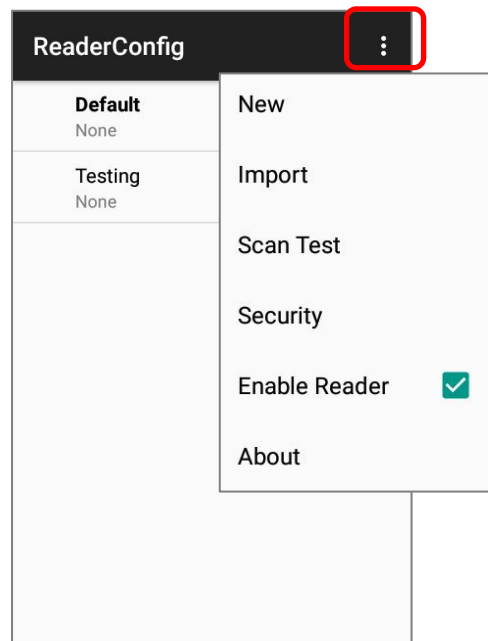 ReaderConfig
Default
None
Testing
None
New
Import
Scan Test
Security
Enable Reader
About